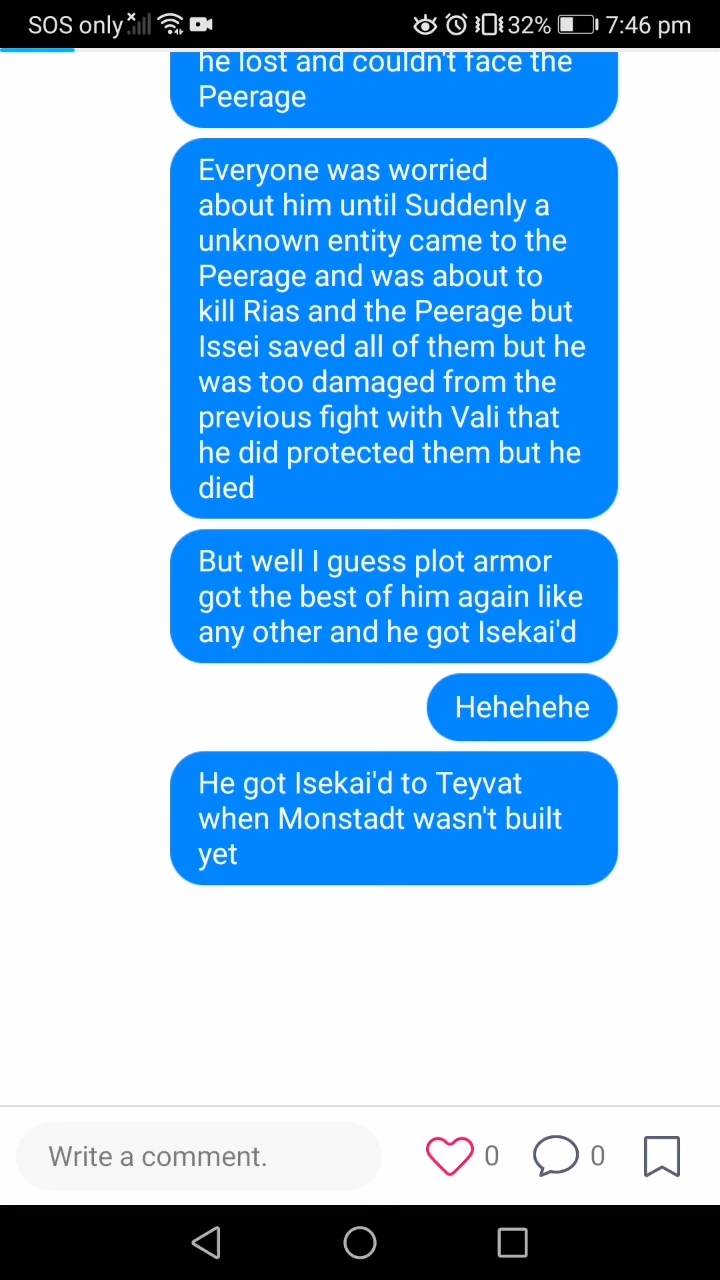 SOS only 32% 7:46 pm
he lost and couldn't face the
Peerage
Everyone was worried
about him until Suddenly a
unknown entity came to the
Peerage and was about to
kill Rias and the Peerage but
Issei saved all of them but he
was too damaged from the
previous fight with Vali that
he did protected them but he
died
But well I guess plot armor
got the best of him again like
any other and he got Isekai'd
Hehehehe
He got Isekai'd to Teyvat
when Monstadt wasn't built
yet
Write a comment. 0 0